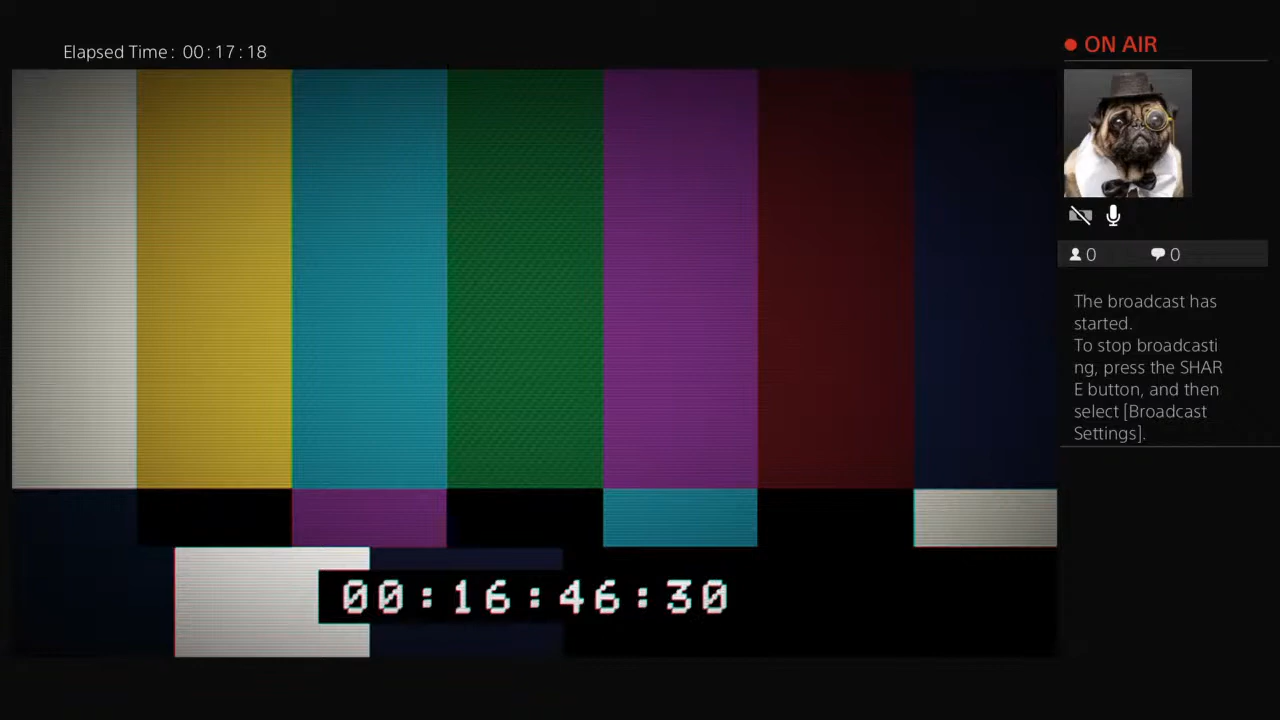 Elapsed Time: 00:17:18
ON AIR
0
0
The broadcast has
started.
To stop broadcasti
ng, press the SHAR
E button, and then
select [Broadcast
Settings].
00:16:46:30